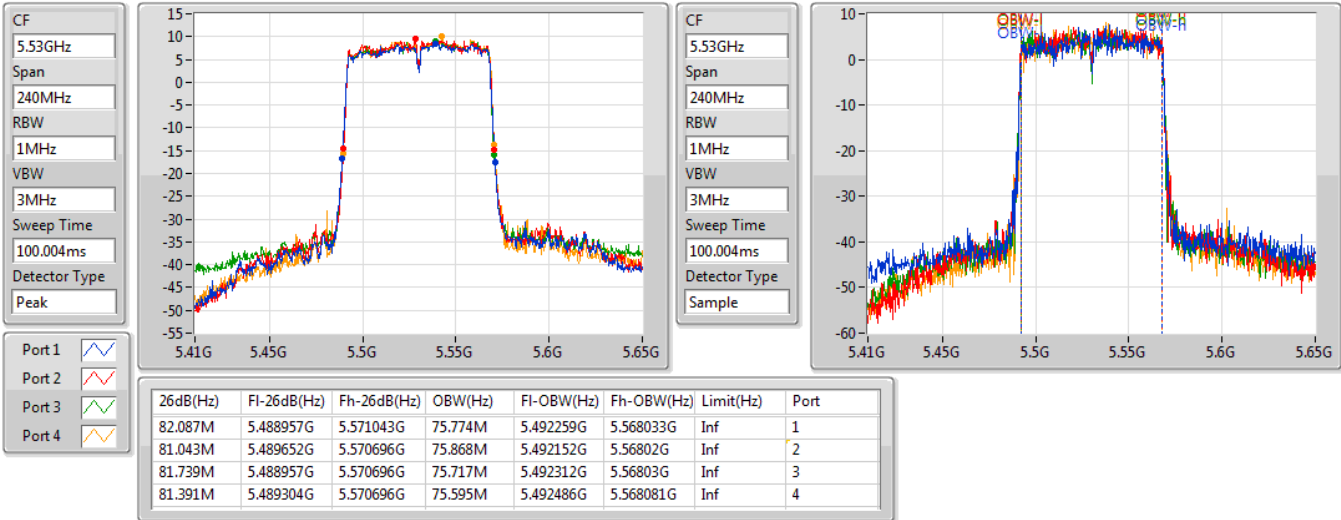 CF
5.53GHz
Span
240MHz
RBW
1MHz
VBW
3MHz
Sweep Time
100.004ms
Detector Type
Peak
15
10
5
0
-5
-10
-15
-20
-25
-30
-35
-40
-45
-50
-55
5.41G 5.45G 5.5G 5.55G 5.6G 5.65G
CF
5.53GHz
Span
240MHz
RBW
1MHz
VBW
3MHz
Sweep Time
100.004ms
Detector Type
Sample
10
0
-10
-20
-30
-40
-50
-60
OBW-l OBW-h
5.41G 5.45G 5.5G 5.55G 5.6G 5.65G
Port 1
Port 2
Port 3
Port 4
26dB(Hz) Fl-26dB(Hz) Fh-26dB(Hz) OBW(Hz) Fl-OBW(Hz) Fh-OBW(Hz) Limit(Hz) Port
82.087M 5.488957G 5.571043G 75.774M 5.492259G 5.568033G Inf 1
81.043M 5.489652G 5.570696G 75.868M 5.492152G 5.56802G Inf 2
81.739M 5.488957G 5.570696G 75.717M 5.492312G 5.56803G Inf 3
81.391M 5.489304G 5.570696G 75.595M 5.492486G 5.568081G Inf 4